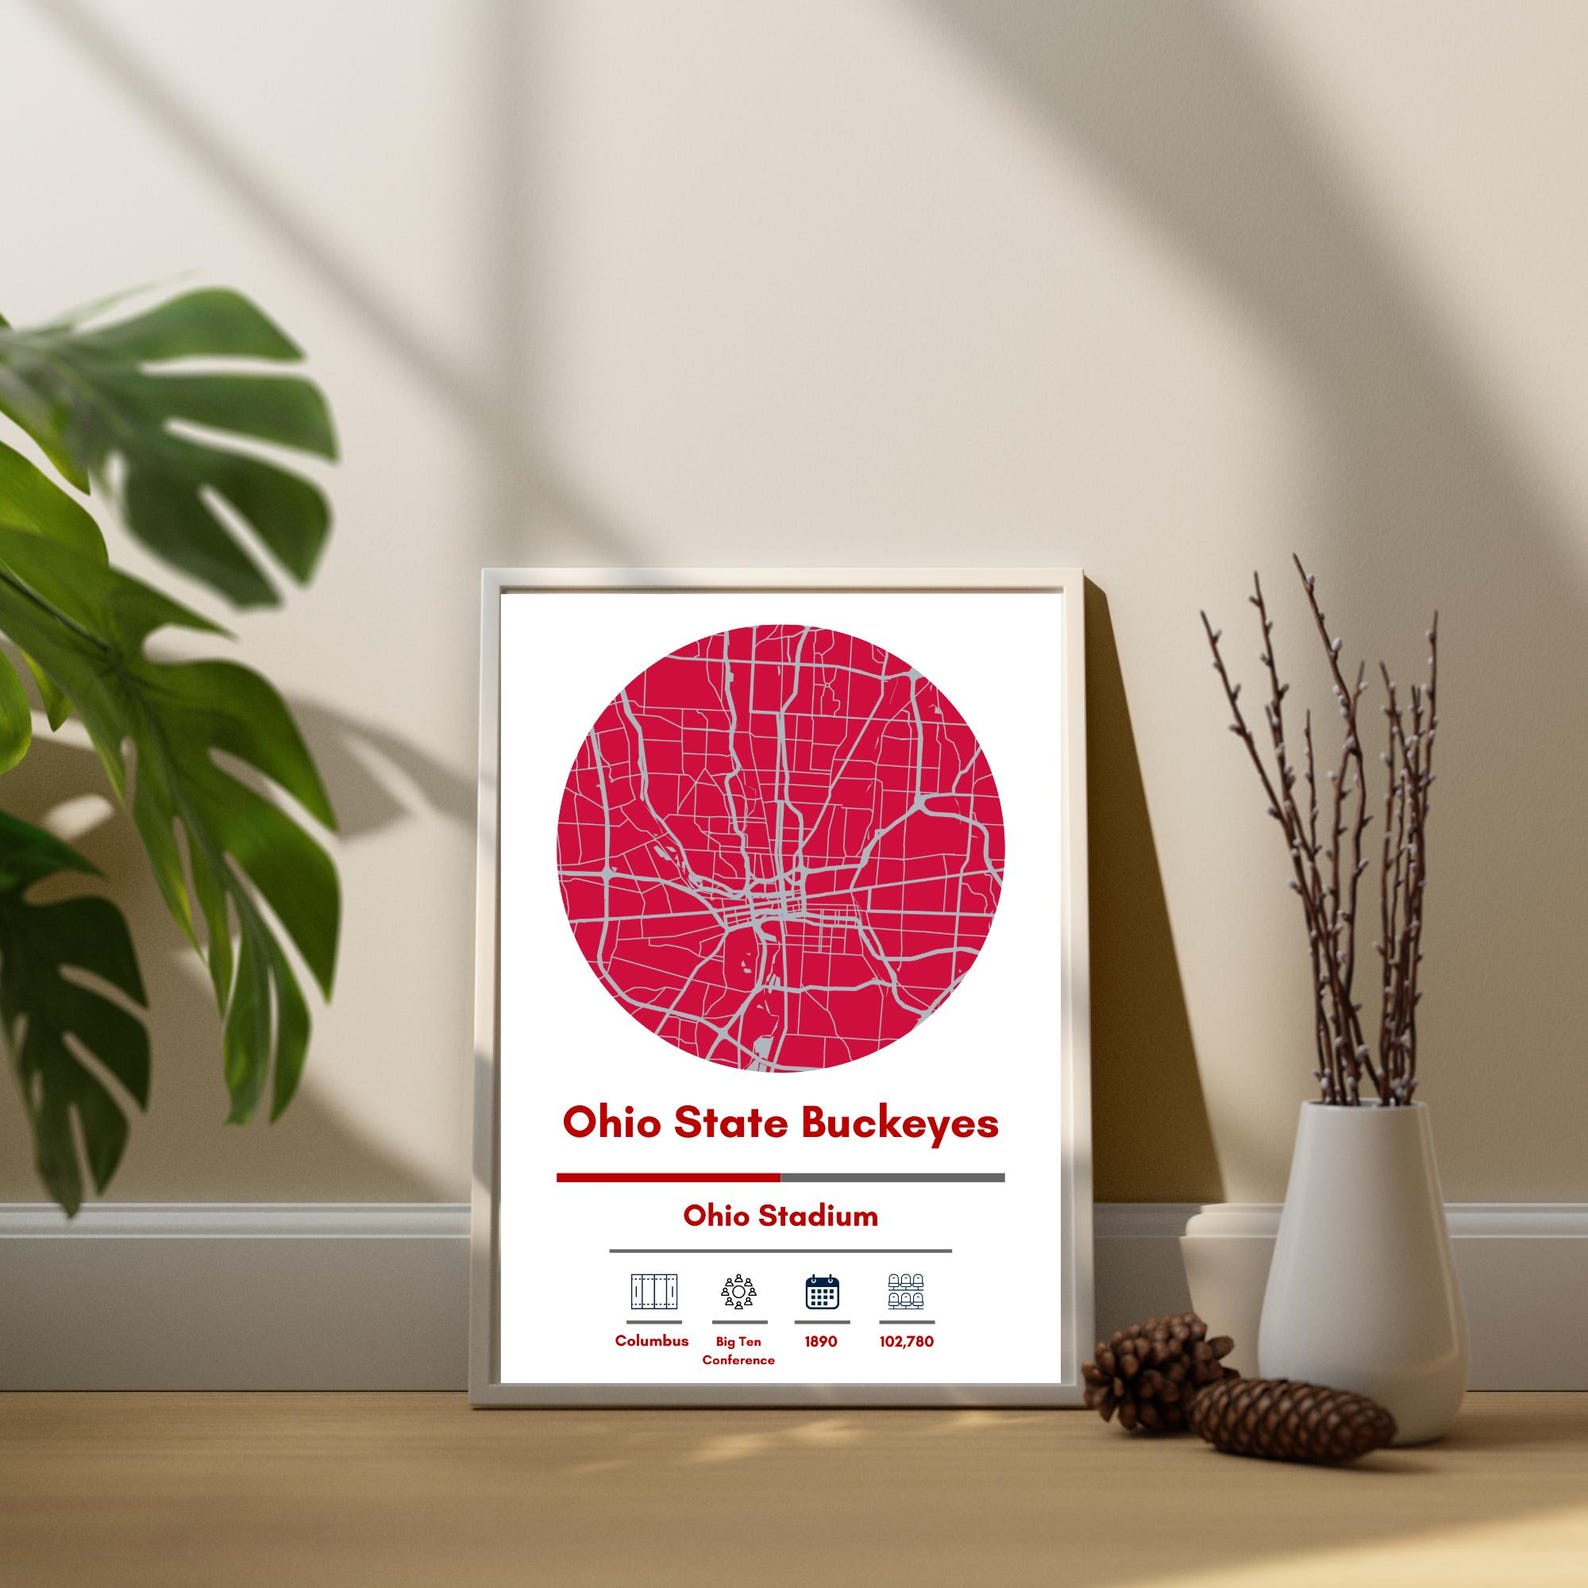 Ohio State Buckeyes
Ohio Stadium
Columbus
Big Ten
Conference
1890
102,780